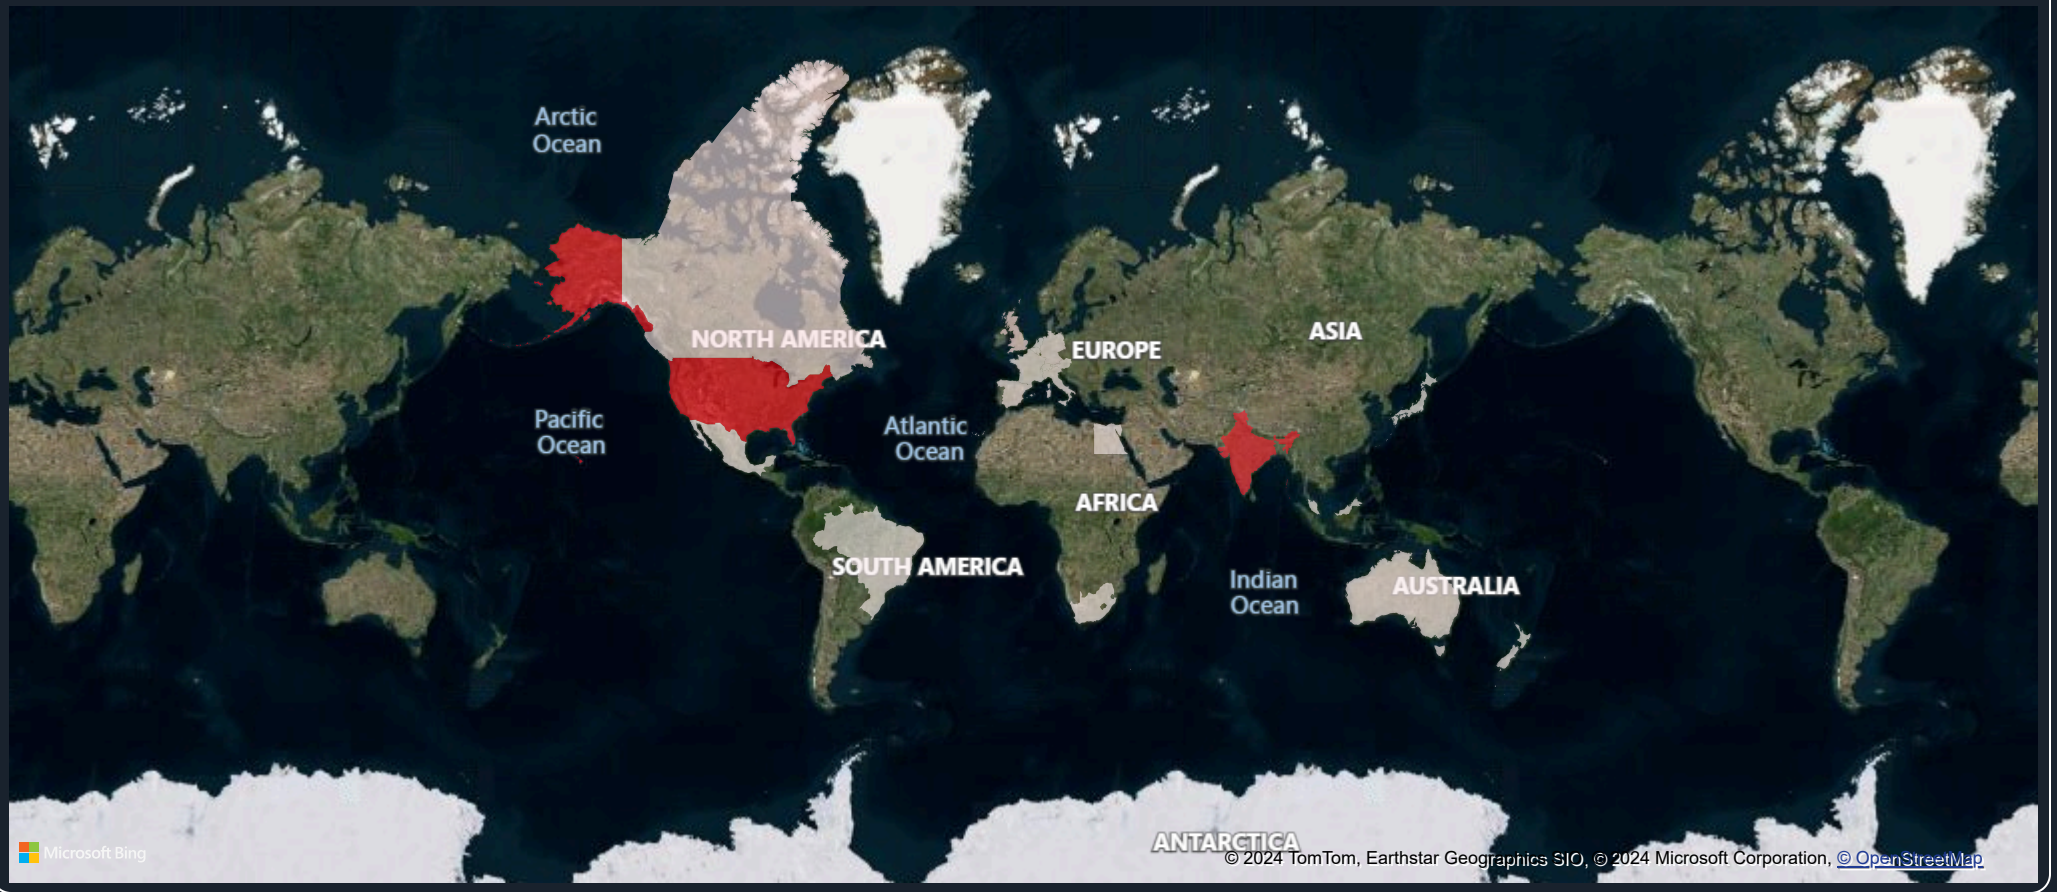 Arctic
Ocean
NORTH AMERICA
EUROPE
ASIA
Pacific
Ocean
Atlantic
Ocean
AFRICA
SOUTH AMERICA
Indian
Ocean
AUSTRALIA
ANTARCTICA
Microsoft Bing
© 2024 TomTom, Earthstar Geographics SIO, © 2024 Microsoft Corporation, © OpenStreetMap